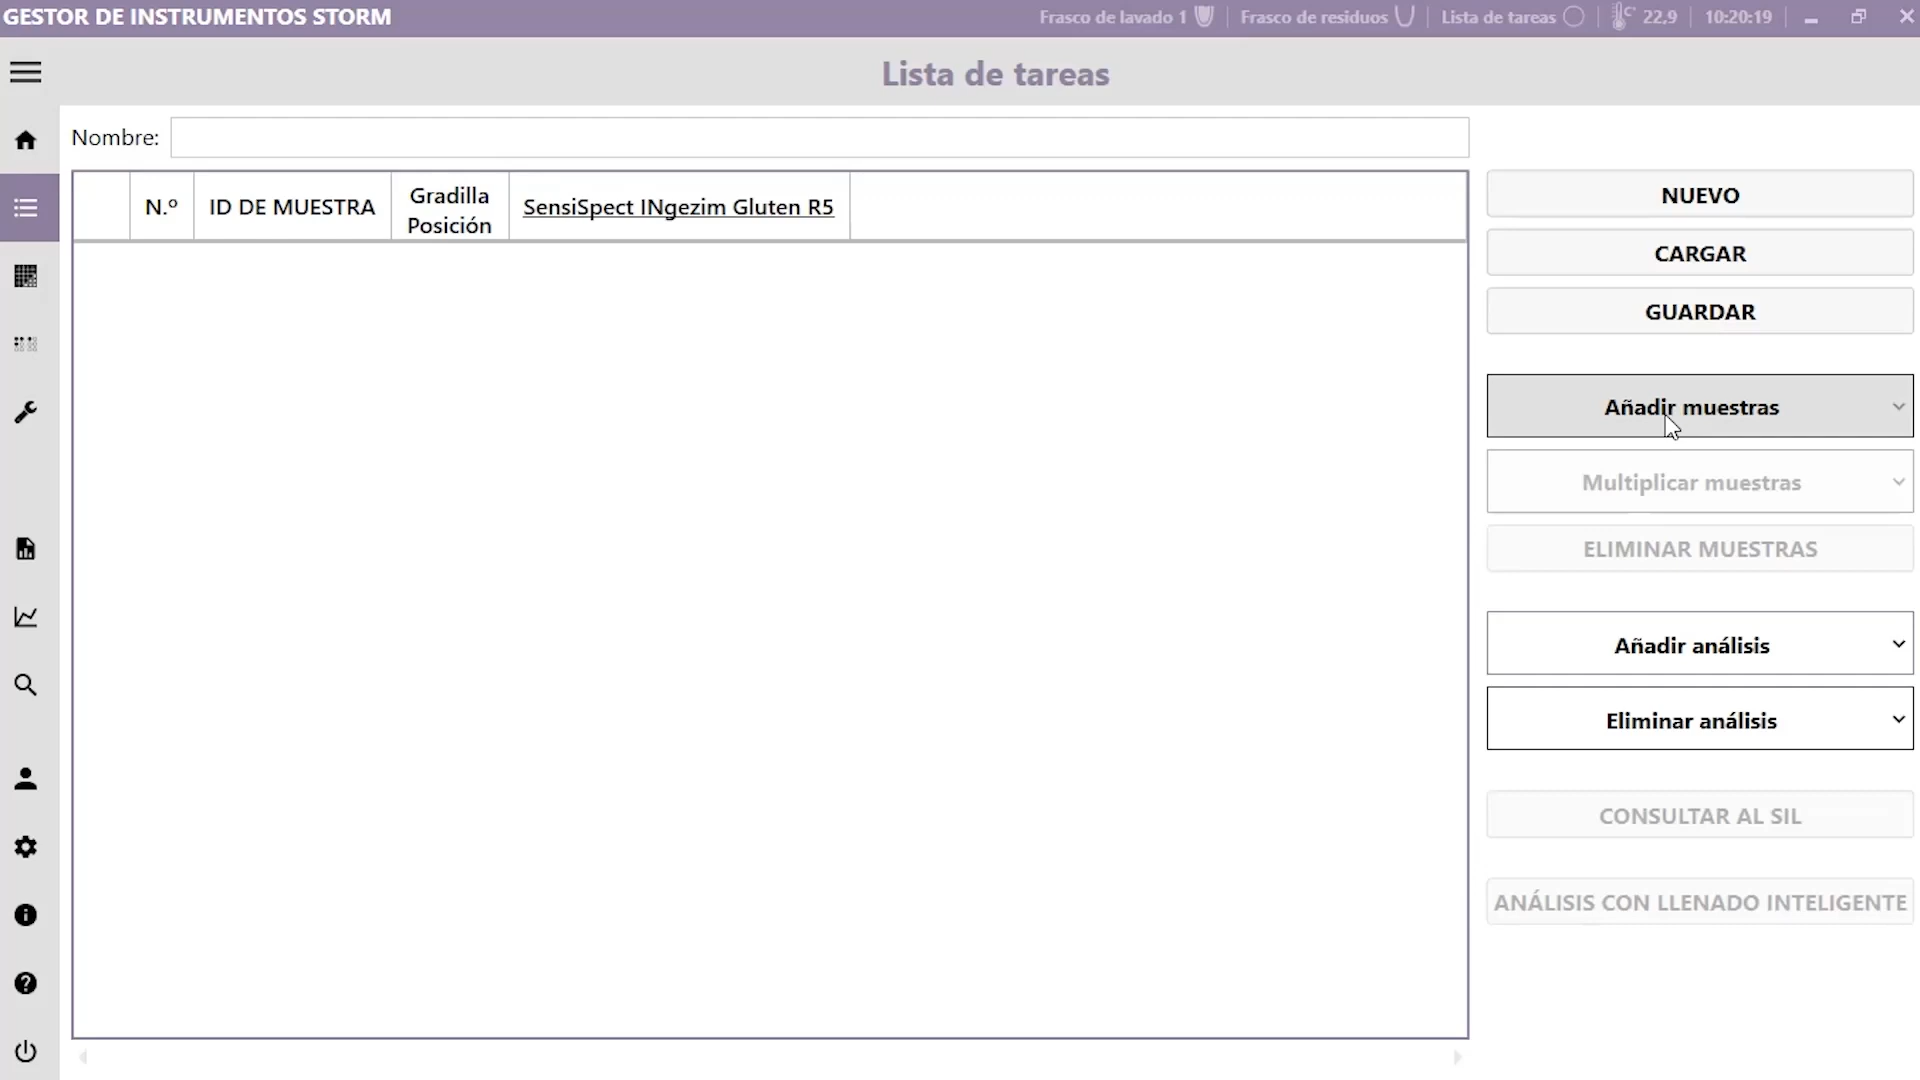 GESTOR DE INSTRUMENTOS STORM
Frasco de lavado 1
Frasco de residuos
Lista de tareas
C° 22,9
10:20:19
Lista de tareas
Nombre:
N.º
ID DE MUESTRA
Gradilla
Posición
SensiSpect INgezim Gluten R5
NUEVO
CARGAR
GUARDAR
Añadir muestras
Multiplicar muestras
ELIMINAR MUESTRAS
Añadir análisis
Eliminar análisis
CONSULTAR AL SIL
ANÁLISIS CON LLENADO INTELIGENTE